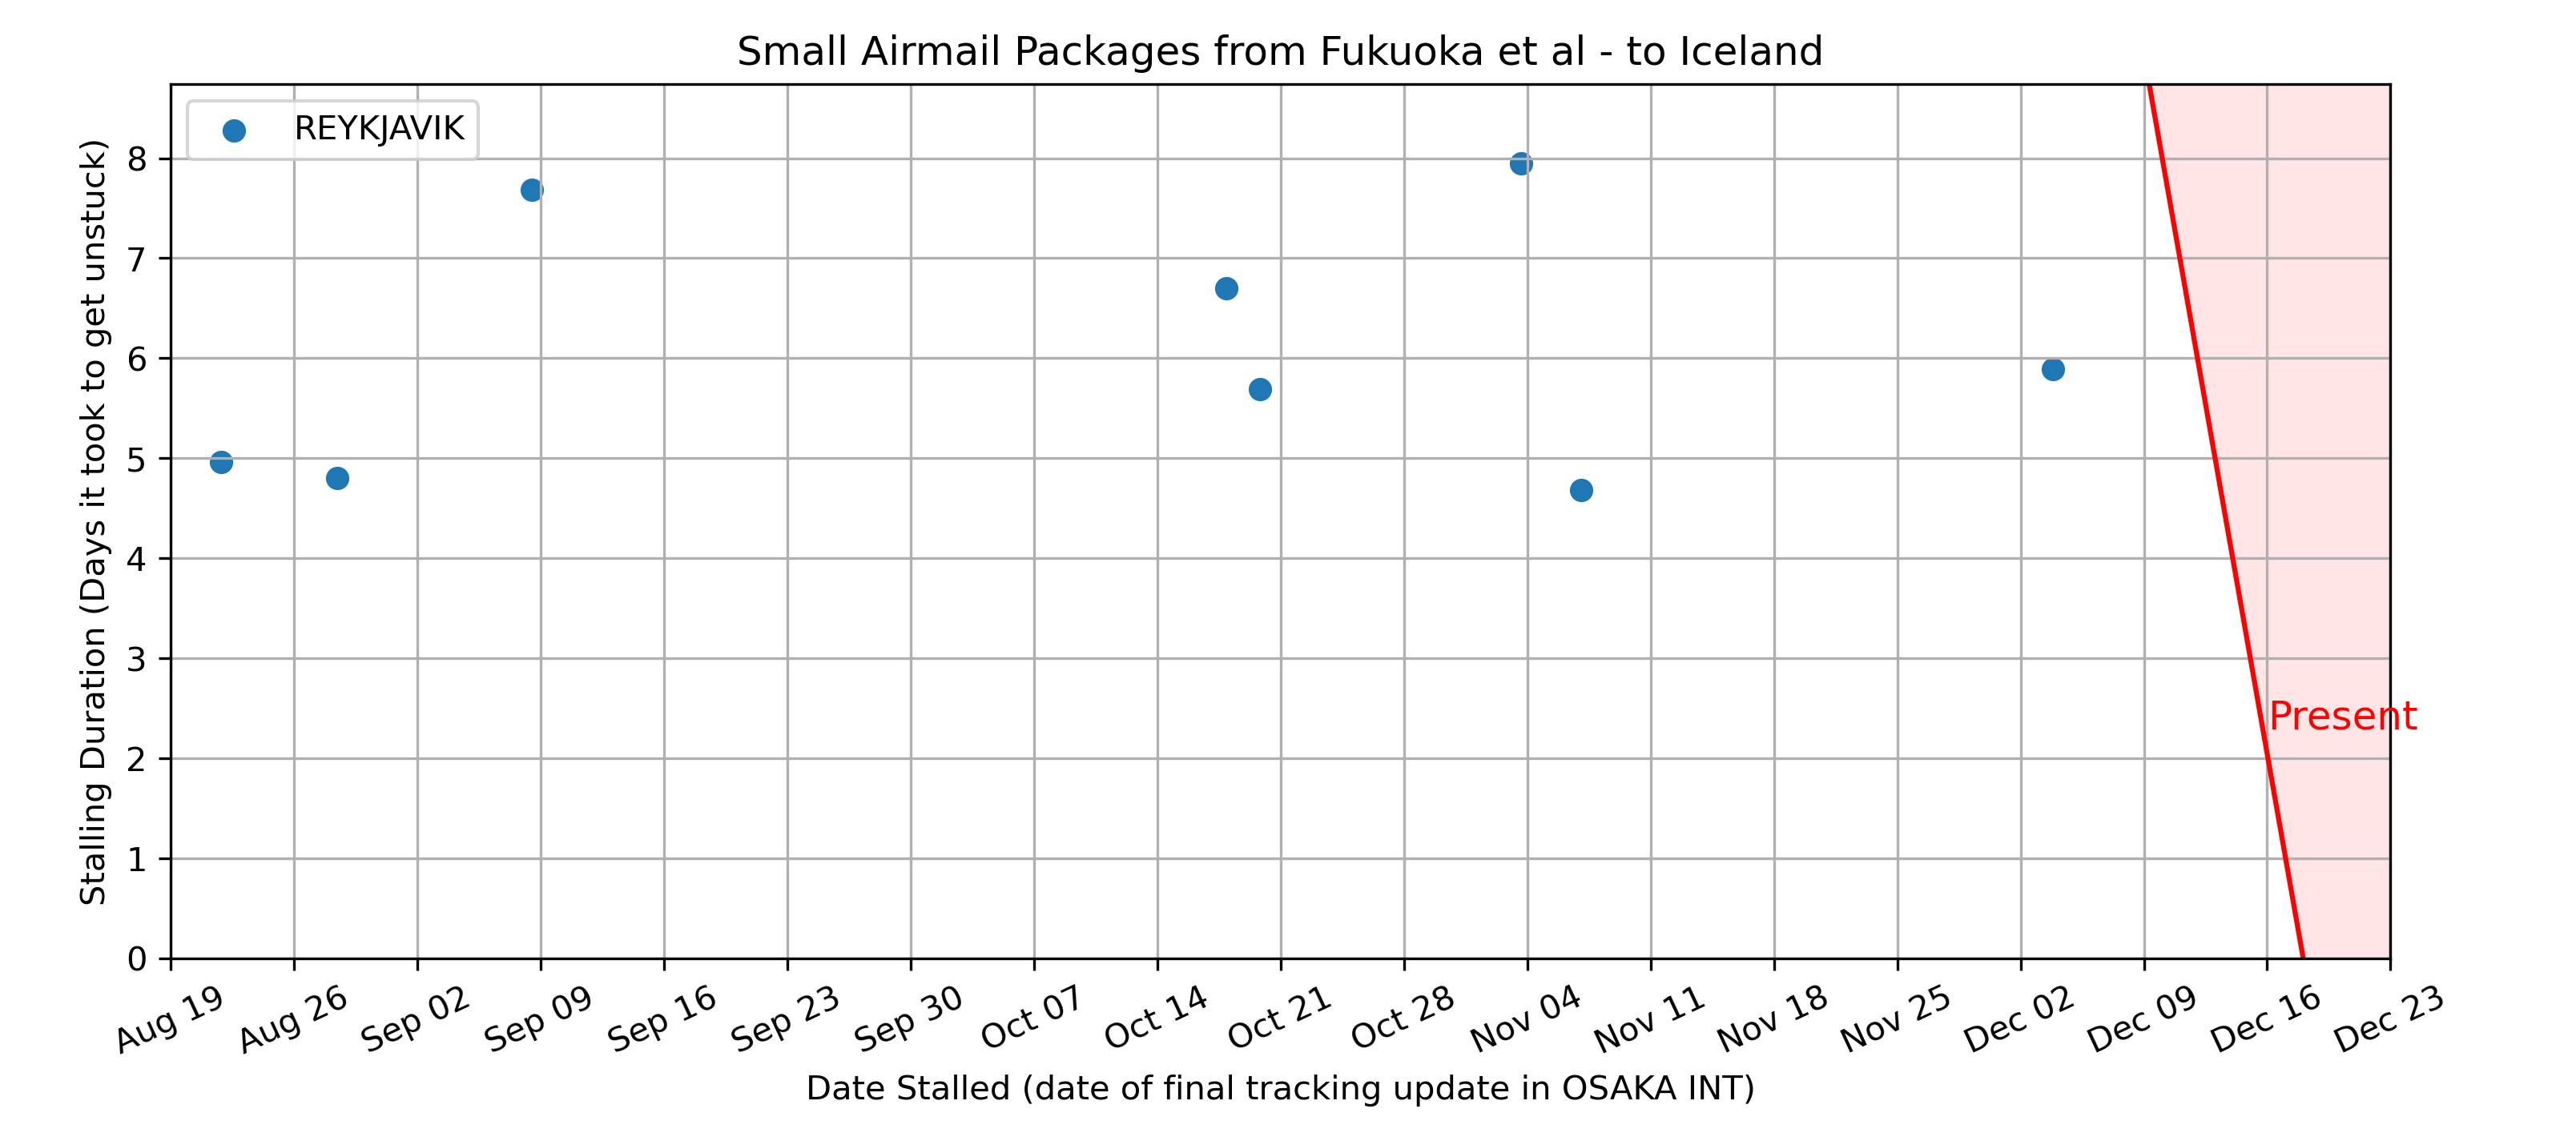 Small Airmail Packages from Fukuoka et al - to Iceland
REYKJAVIK
Stalling Duration (Days it took to get unstuck)
8
7
6
5
4
3
2
1
0
Present
Aug 19 Aug 26 Sep 02 Sep 09 Sep 16 Sep 23 Sep 30 Oct 07 Oct 14 Oct 21 Oct 28 Nov 04 Nov 11 Nov 18 Nov 25 Dec 02 Dec 09 Dec 16 Dec 23
Date Stalled (date of final tracking update in OSAKA INT)